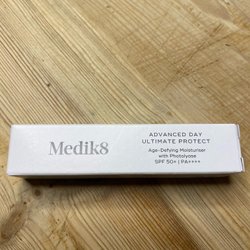 Medik8
ADVANCED DAY
ULTIMATE PROTECT
Age-Defying Moisturiser
with Photolyase
SPF 50+ | PA++++